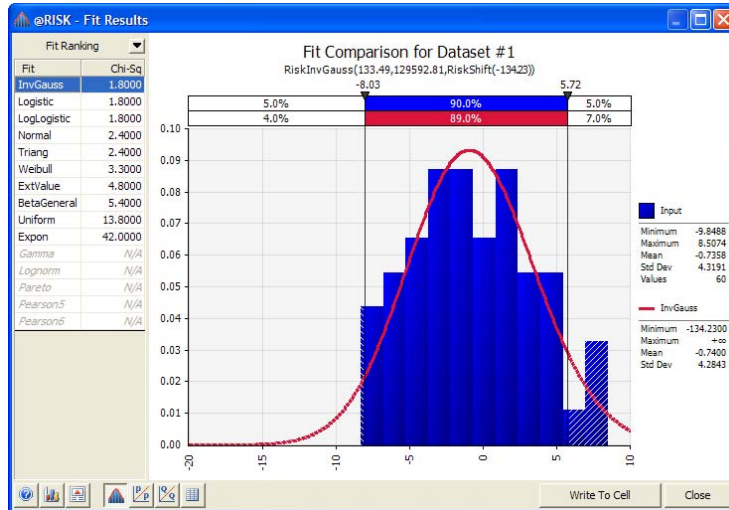 @RISK - Fit Results
Fit Ranking
Fit Chi-Sq
InvGauss 1.8000
Logistic 1.8000
LogLogistic 1.8000
Normal 2.4000
Triang 2.4000
Weibull 3.3000
ExtValue 4.8000
BetaGeneral 5.4000
Uniform 13.8000
Expon 42.0000
Gamma N/A
Lognorm N/A
Pareto N/A
Pearson5 N/A
Pearson6 N/A
Fit Comparison for Dataset #1
RiskInvGauss(133.49,129592.81,RiskShift(-134.23))
-8.03 5.72
5.0% 90.0% 5.0%
4.0% 89.0% 7.0%
0.10
0.09
0.08
0.07
0.06
0.05
0.04
0.03
0.02
0.01
0.00
-20 -15 -10 -5 0 5 10
Input
Minimum -9.8488
Maximum 8.5074
Mean -0.7358
Std Dev 4.3191
Values 60
InvGauss
Minimum -134.2300
Maximum +∞
Mean -0.7400
Std Dev 4.2843
P/P
Q/Q
Write To Cell
Close